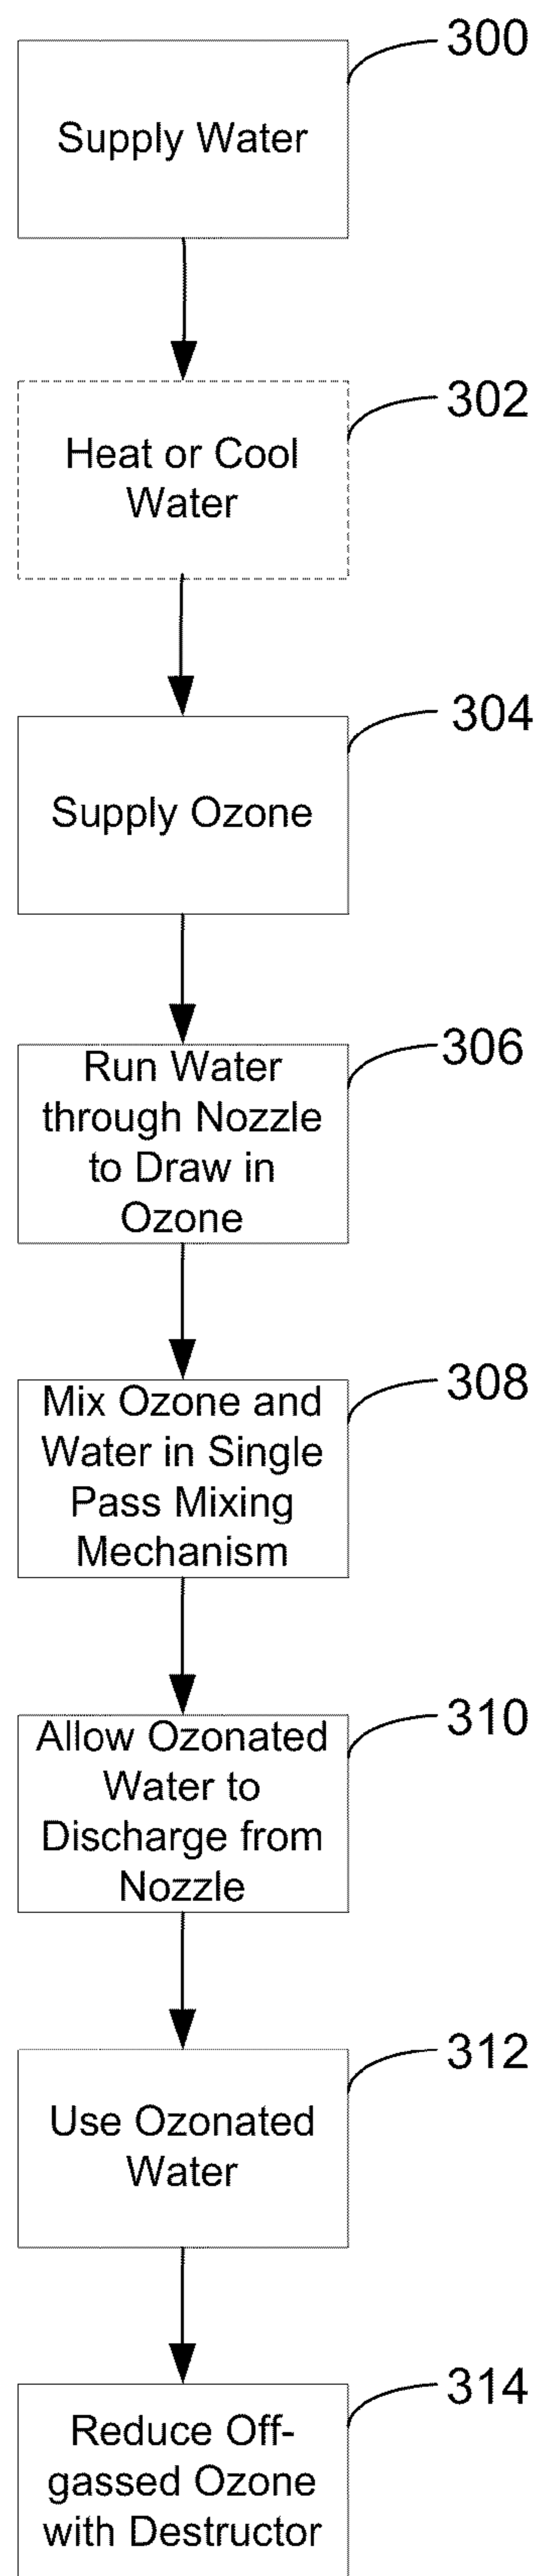 300
Supply Water
302
Heat or Cool
Water
304
Supply Ozone
306
Run Water
through Nozzle
to Draw in
Ozone
308
Mix Ozone and
Water in Single
Pass Mixing
Mechanism
310
Allow Ozonated
Water to
Discharge from
Nozzle
312
Use Ozonated
Water
314
Reduce Off-
gassed Ozone
with Destructor